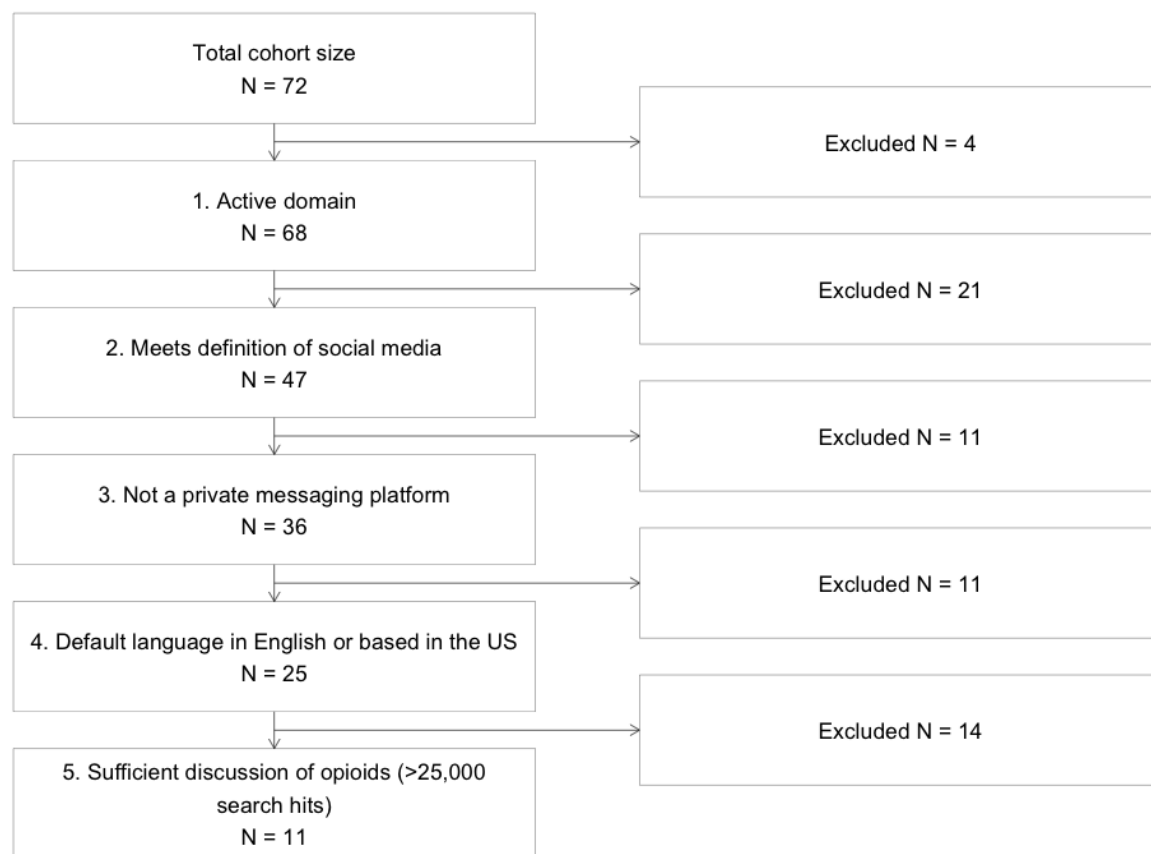 Total cohort size
N = 72
Excluded N = 4
1. Active domain
N = 68
Excluded N = 21
2. Meets definition of social media
N = 47
Excluded N = 11
3. Not a private messaging platform
N = 36
Excluded N = 11
4. Default language in English or based in the US
N = 25
Excluded N = 14
5. Sufficient discussion of opioids (>25,000
search hits)
N = 11